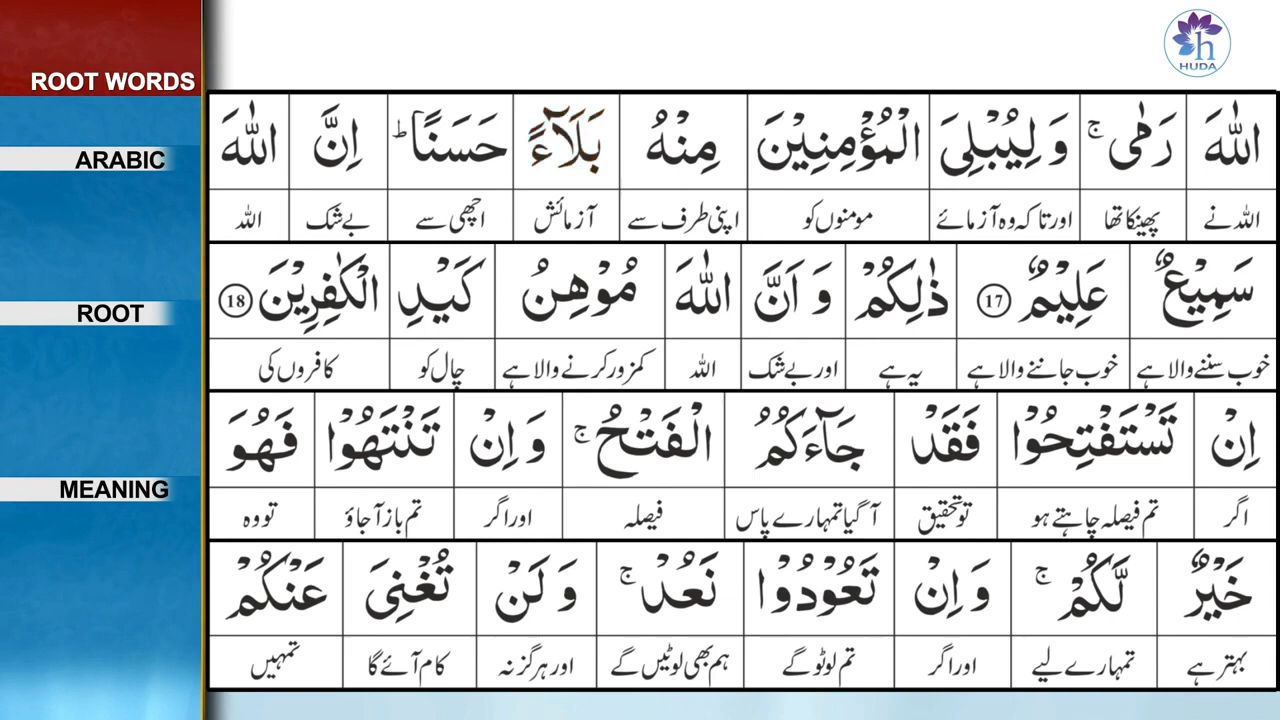 ROOT WORDS
ARABIC
ROOT
MEANING
h
HUDA
اللّٰهَ رَمٰى ۚ وَ لِيُبْلِىَ الْمُؤْمِنِيْنَ مِنْهُ بَلَآءً حَسَنًا ؕ اِنَّ اللّٰهَ
اللہ نے پھینکا تھا اور تاکہ وہ آزمائے مومنوں کو اپنی طرف سے آزمائش اچھی سے بے شک اللہ
سَمِيْعٌ عَلِيْمٌ 17 ذٰلِكُمْ وَ اَنَّ اللّٰهَ مُوْهِنُ كَيْدِ الْكٰفِرِيْنَ 18
خوب سننے والا ہے خوب جاننے والا ہے یہ ہے اور بے شک اللہ کمزور کرنے والا ہے چال کو کافروں کی
اِنْ تَسْتَفْتِحُوْا فَقَدْ جَآءَكُمُ الْفَتْحُ ۚ وَ اِنْ تَنْتَهُوْا فَهُوَ
اگر تم فیصلہ چاہتے ہو تو تحقیق آ گیا تمہارے پاس فیصلہ اور اگر تم باز آ جاؤ تو وہ
خَيْرٌ لَّكُمْ ۚ وَ اِنْ تَعُوْدُوْا نَعُدْ ۚ وَ لَنْ تُغْنِىَ عَنْكُمْ
بہتر ہے تمہارے لیے اور اگر تم لوٹو گے ہم بھی لوٹیں گے اور ہرگز نہ کام آئے گا تمہیں